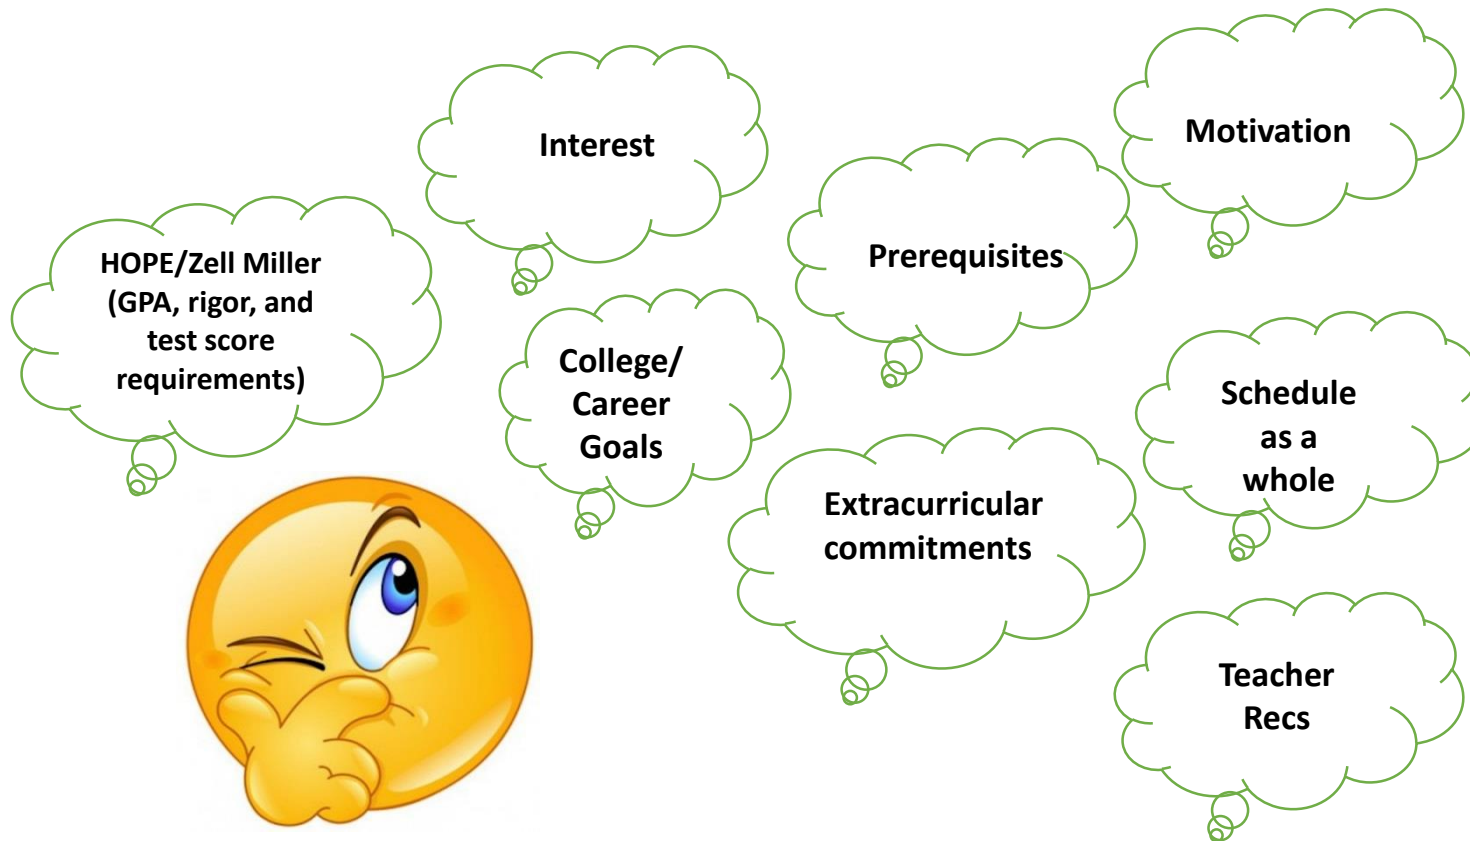 Interest
Motivation
HOPE/Zell Miller
(GPA, rigor, and
test score
requirements)
Prerequisites
College/
Career
Goals
Schedule
as a
whole
Extracurricular
commitments
Teacher
Recs